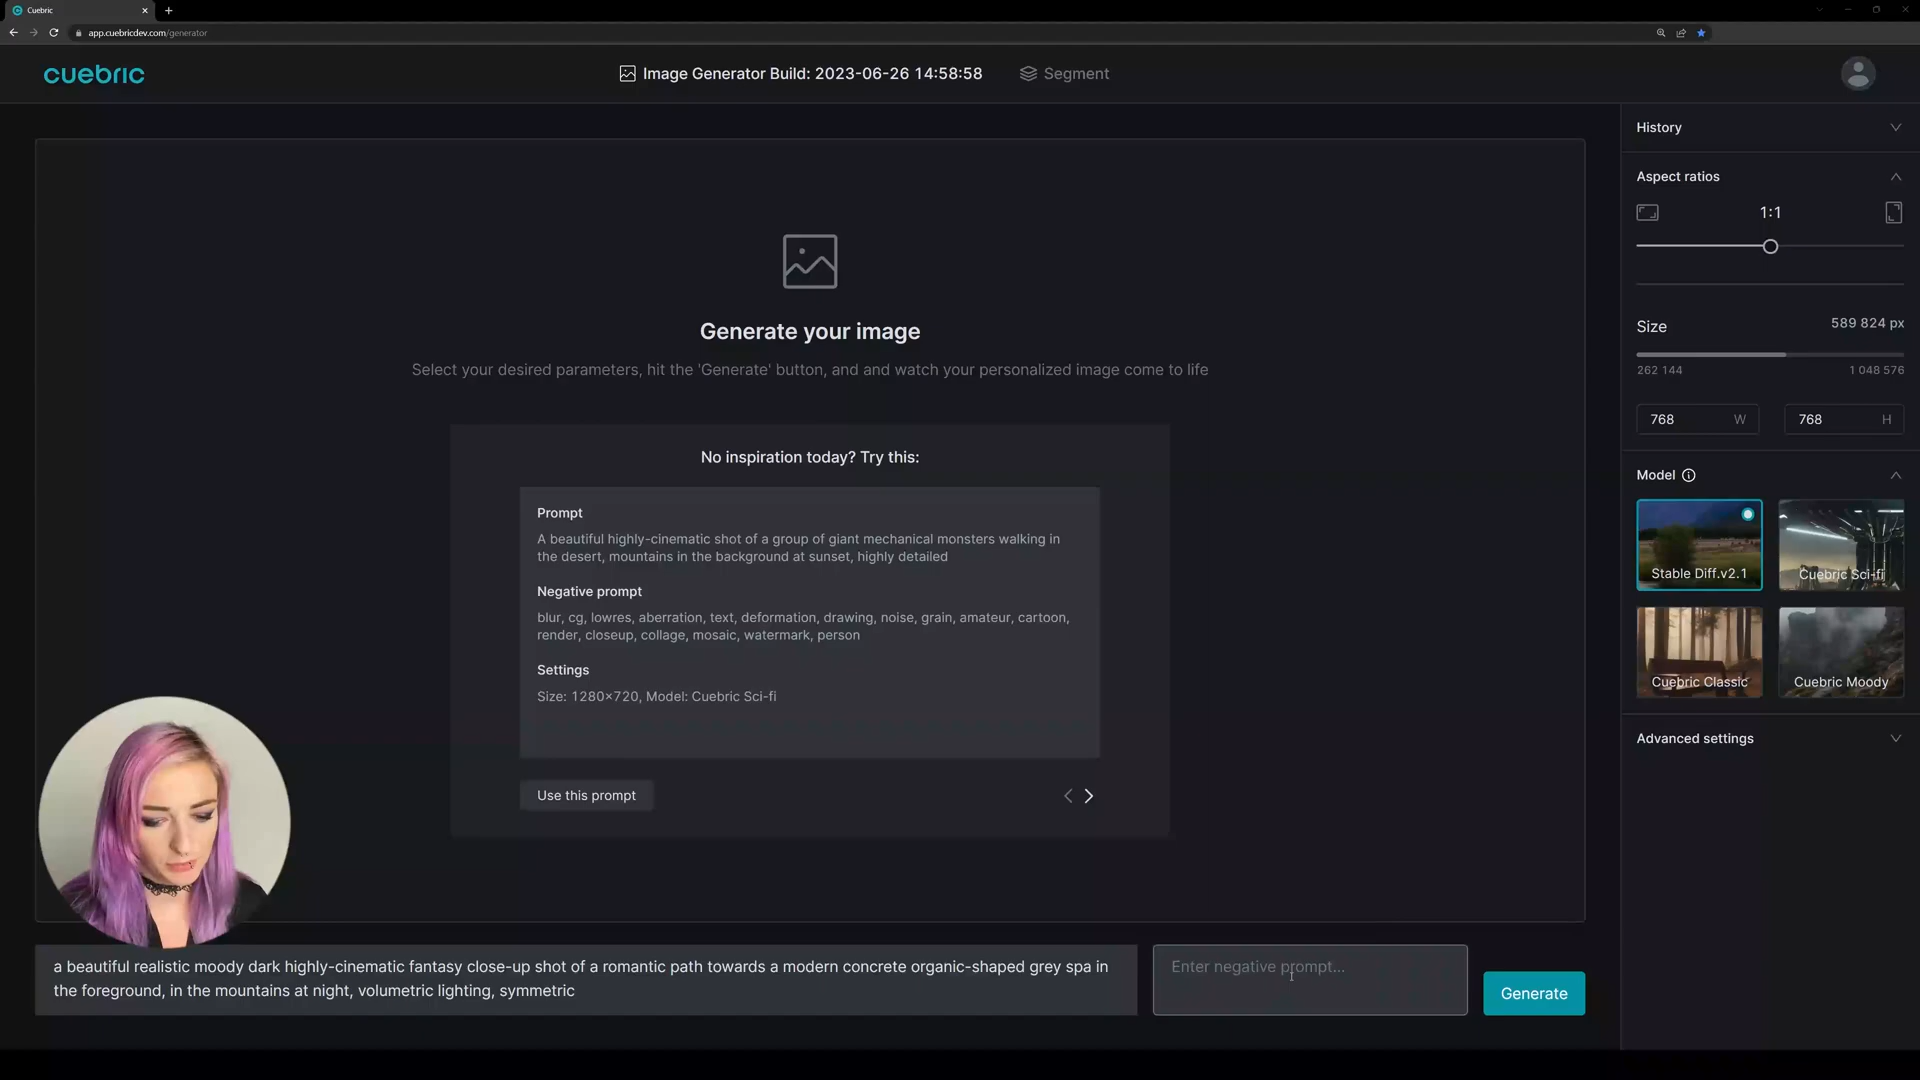 Cuebric
app.cuebricdev.com/generator
cuebric
Image Generator Build: 2023-06-26 14:58:58
Segment
History
Aspect ratios
1:1
Size
589 824 px
262 144
1 048 576
768 W
768 H
Model
Stable Diff.v2.1
Cuebric Sci-fi
Cuebric Classic
Cuebric Moody
Advanced settings
Generate your image
Select your desired parameters, hit the 'Generate' button, and and watch your personalized image come to life
No inspiration today? Try this:
Prompt
A beautiful highly-cinematic shot of a group of giant mechanical monsters walking in
the desert, mountains in the background at sunset, highly detailed
Negative prompt
blur, cg, lowres, aberration, text, deformation, drawing, noise, grain, amateur, cartoon,
render, closeup, collage, mosaic, watermark, person
Settings
Size: 1280×720, Model: Cuebric Sci-fi
Use this prompt
a beautiful realistic moody dark highly-cinematic fantasy close-up shot of a romantic path towards a modern concrete organic-shaped grey spa in
the foreground, in the mountains at night, volumetric lighting, symmetric
Enter negative prompt...
Generate